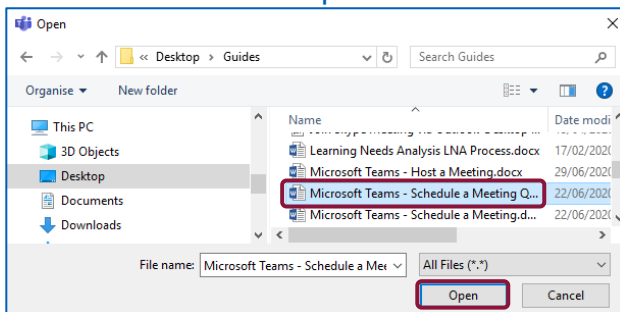 Open
« Desktop › Guides
Search Guides
Organise
New folder
This PC
3D Objects
Desktop
Documents
Downloads
Name
Date modi
Learning Needs Analysis LNA Process.docx 17/02/2020
Microsoft Teams - Host a Meeting.docx 29/06/2020
Microsoft Teams - Schedule a Meeting Q... 22/06/2020
Microsoft Teams - Schedule a Meeting.d... 22/06/2020
File name: Microsoft Teams - Schedule a Mee
All Files (*.*)
Open
Cancel